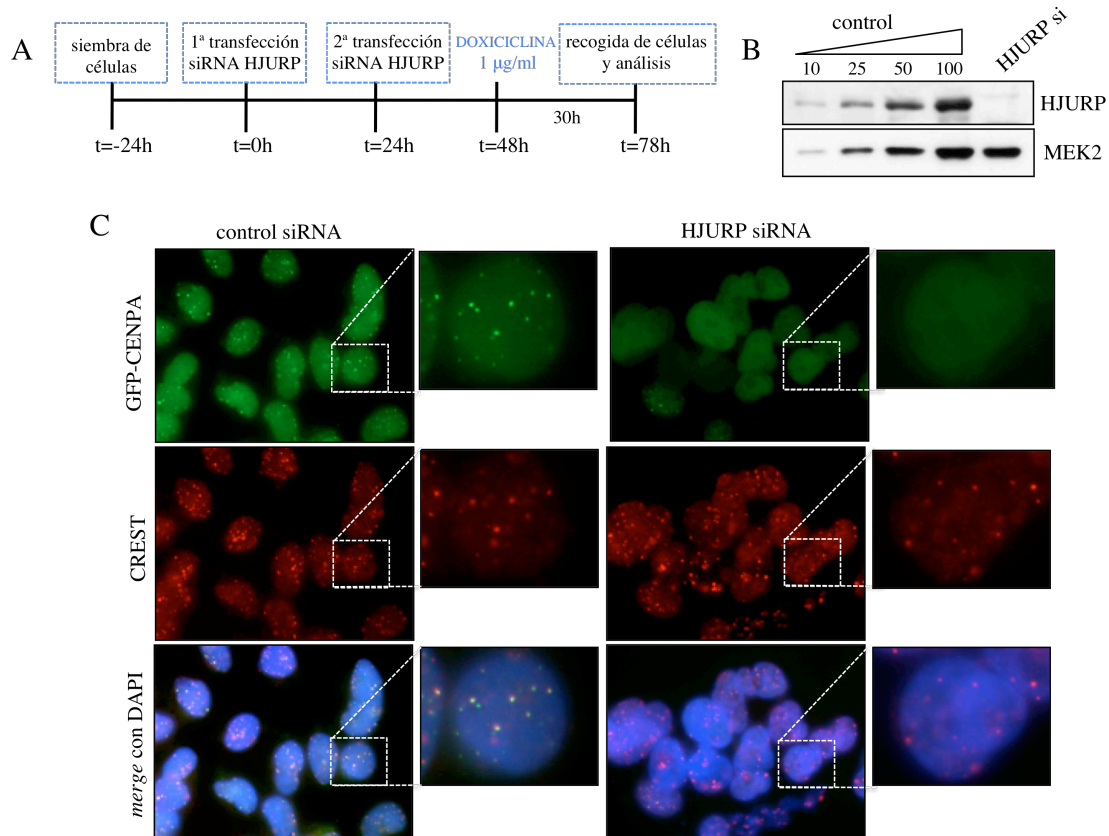 A
siembra de
células
1ª transfección
siRNA HJURP
2ª transfección
siRNA HJURP
DOXICICLINA
1 μg/ml
recogida de células
y análisis
30h
t=-24h
t=0h
t=24h
t=48h
t=78h
B
control
HJURP si
10 25 50 100
HJURP
MEK2
C
control siRNA
HJURP siRNA
GFP-CENPA
CREST
merge con DAPI